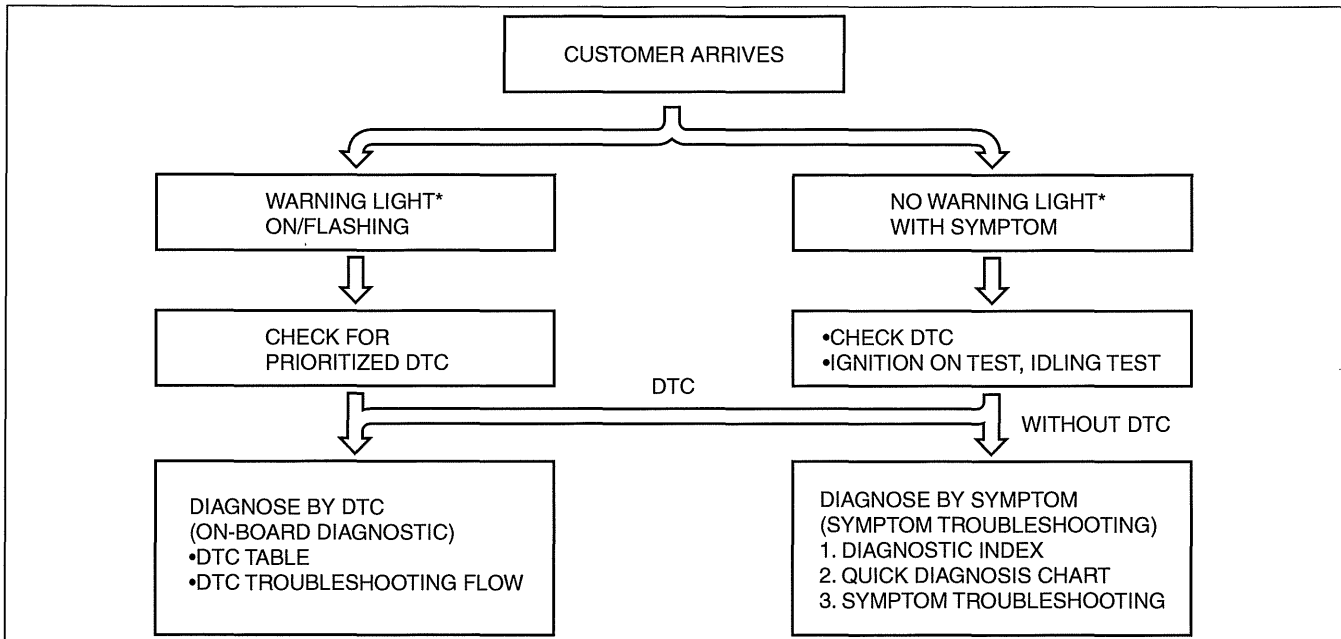 CUSTOMER ARRIVES
WARNING LIGHT*
ON/FLASHING
NO WARNING LIGHT*
WITH SYMPTOM
CHECK FOR
PRIORITIZED DTC
•CHECK DTC
•IGNITION ON TEST, IDLING TEST
DTC
WITHOUT DTC
DIAGNOSE BY DTC
(ON-BOARD DIAGNOSTIC)
•DTC TABLE
•DTC TROUBLESHOOTING FLOW
DIAGNOSE BY SYMPTOM
(SYMPTOM TROUBLESHOOTING)
1. DIAGNOSTIC INDEX
2. QUICK DIAGNOSIS CHART
3. SYMPTOM TROUBLESHOOTING